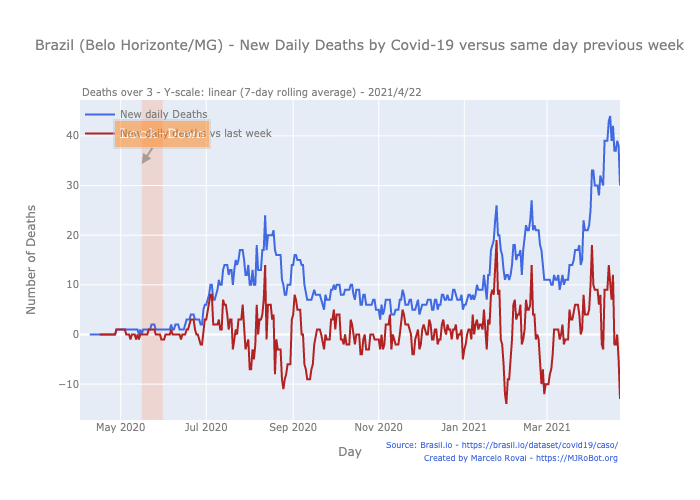 Brazil (Belo Horizonte/MG) - New Daily Deaths by Covid-19 versus same day previous week
Deaths over 3 - Y-scale: linear (7-day rolling average) - 2021/4/22
New daily Deaths
New daily Deaths vs last week
40
30
20
10
0
−10
Number of Deaths
May 2020
Jul 2020
Sep 2020
Nov 2020
Jan 2021
Mar 2021
Day
Source: Brasil.io - https://brasil.io/dataset/covid19/caso/
Created by Marcelo Rovai - https://MJRoBot.org